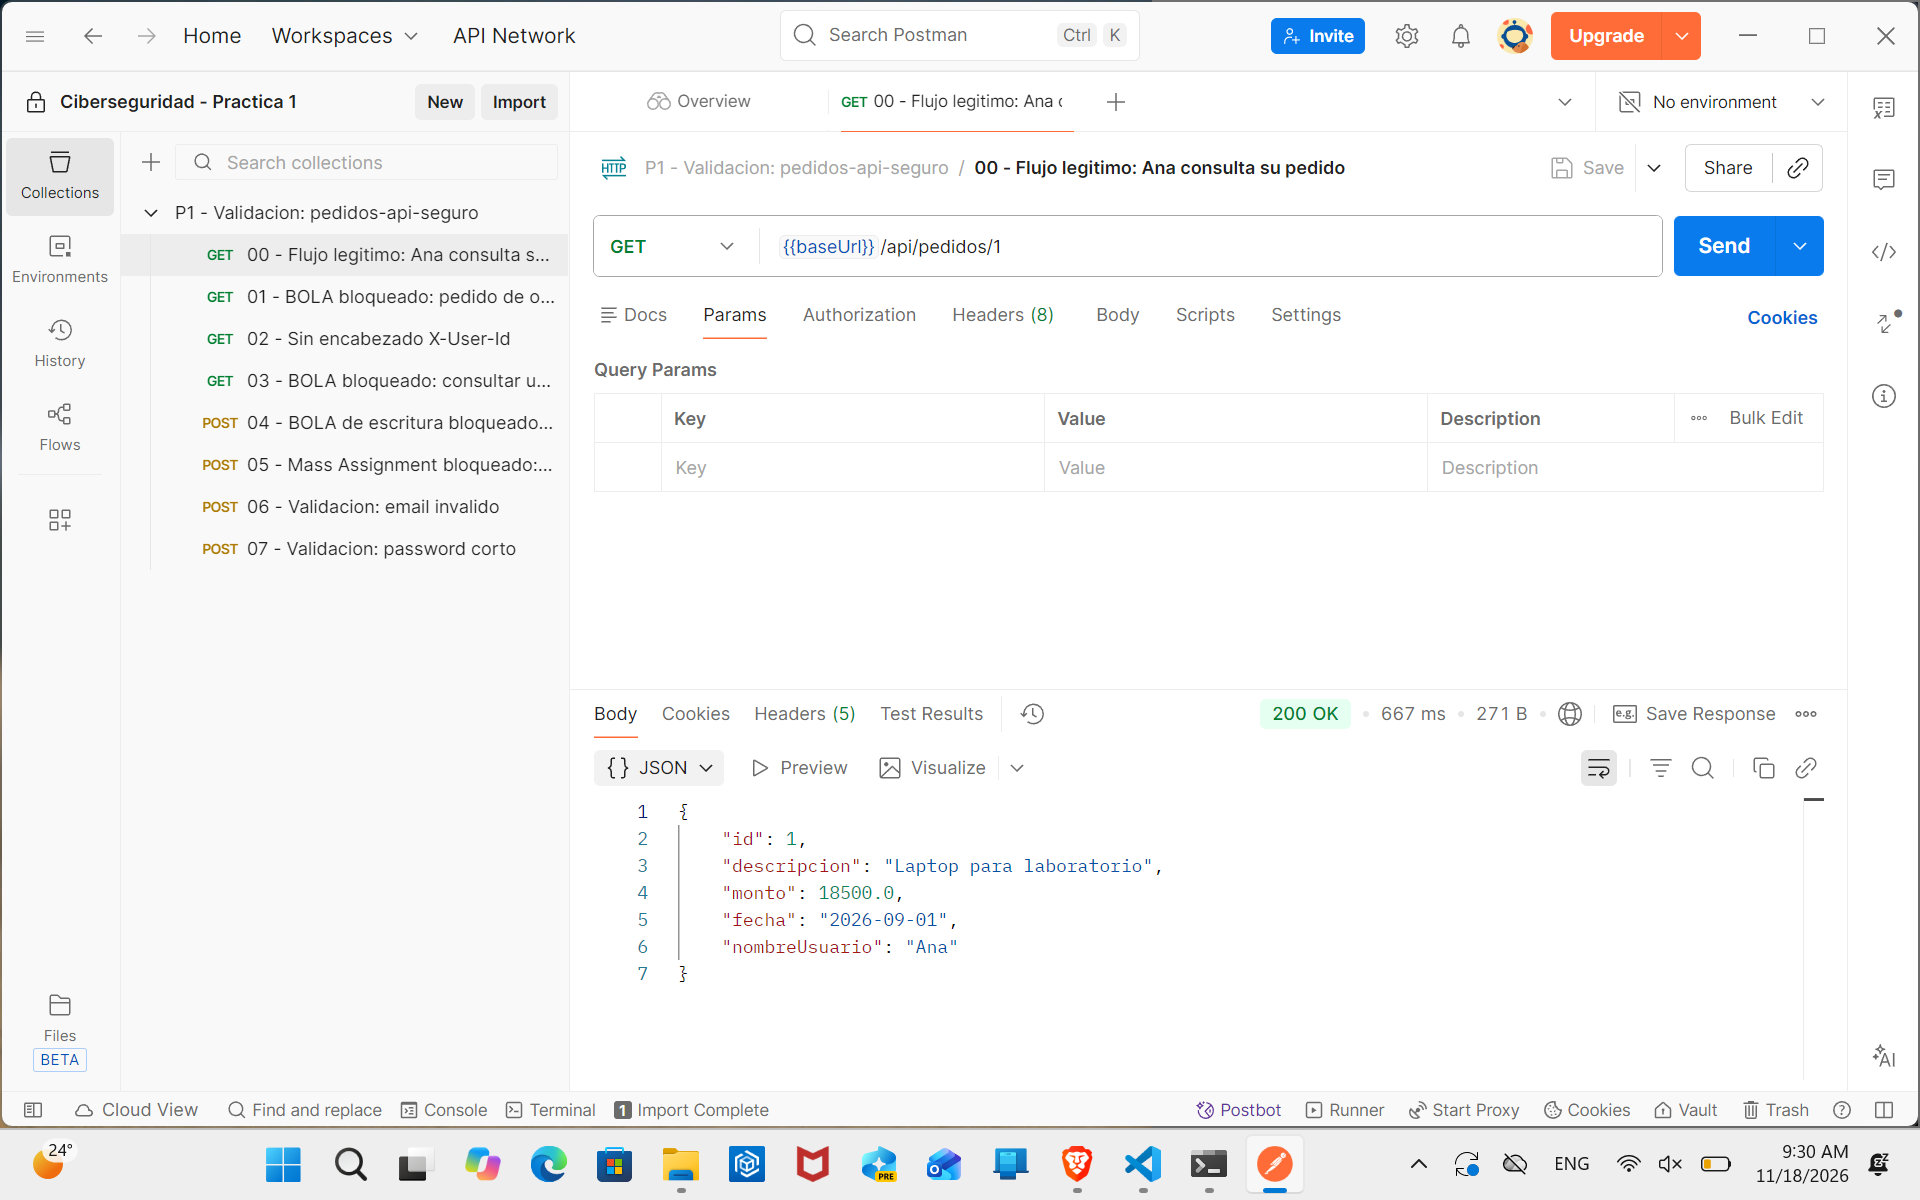 Home
Workspaces
API Network
Search Postman
Ctrl K
Invite
Upgrade
Ciberseguridad - Practica 1
New
Import
Overview
GET 00 - Flujo legitimo: Ana c
No environment
Collections
Search collections
P1 - Validacion: pedidos-api-seguro / 00 - Flujo legitimo: Ana consulta su pedido
Save
Share
P1 - Validacion: pedidos-api-seguro
GET 00 - Flujo legitimo: Ana consulta s...
GET 01 - BOLA bloqueado: pedido de o...
GET 02 - Sin encabezado X-User-Id
GET 03 - BOLA bloqueado: consultar u...
POST 04 - BOLA de escritura bloqueado...
POST 05 - Mass Assignment bloqueado:...
POST 06 - Validacion: email invalido
POST 07 - Validacion: password corto
Environments
History
Flows
Files
BETA
GET
{{baseUrl}} /api/pedidos/1
Send
Docs
Params
Authorization
Headers (8)
Body
Scripts
Settings
Cookies
Query Params
Key
Value
Description
Bulk Edit
Key
Value
Description
Body
Cookies
Headers (5)
Test Results
200 OK
667 ms
271 B
e.g.
Save Response
{} JSON
Preview
Visualize
1 {
2 "id": 1,
3 "descripcion": "Laptop para laboratorio",
4 "monto": 18500.0,
5 "fecha": "2026-09-01",
6 "nombreUsuario": "Ana"
7 }
AI
Cloud View
Find and replace
Console
Terminal
1 Import Complete
Postbot
Runner
Start Proxy
Cookies
Vault
Trash
24°
PRE
ENG
9:30 AM
11/18/2026